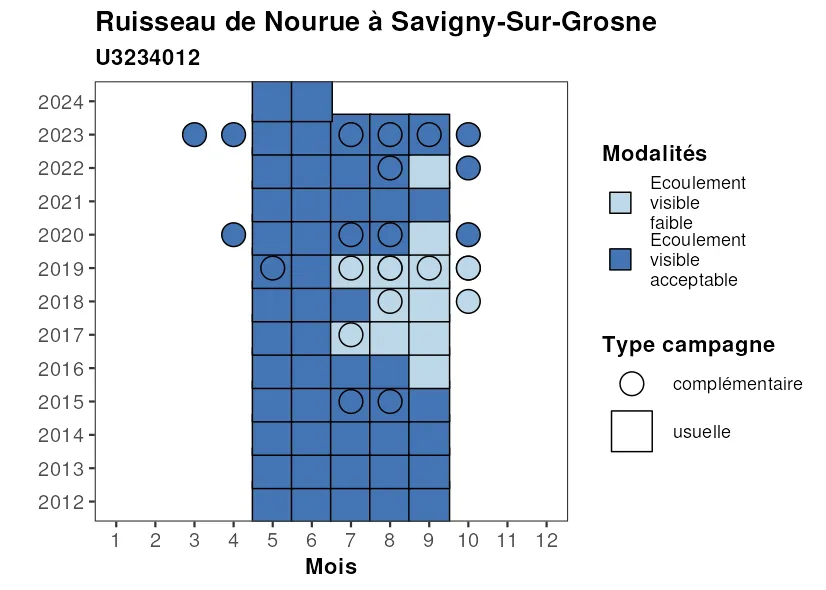 Ruisseau de Nourue à Savigny-Sur-Grosne
U3234012
2024
2023
2022
2021
2020
2019
2018
2017
2016
2015
2014
2013
2012
1 2 3 4 5 6 7 8 9 10 11 12
Mois
Modalités
Ecoulement
visible
faible
Ecoulement
visible
acceptable
Type campagne
complémentaire
usuelle